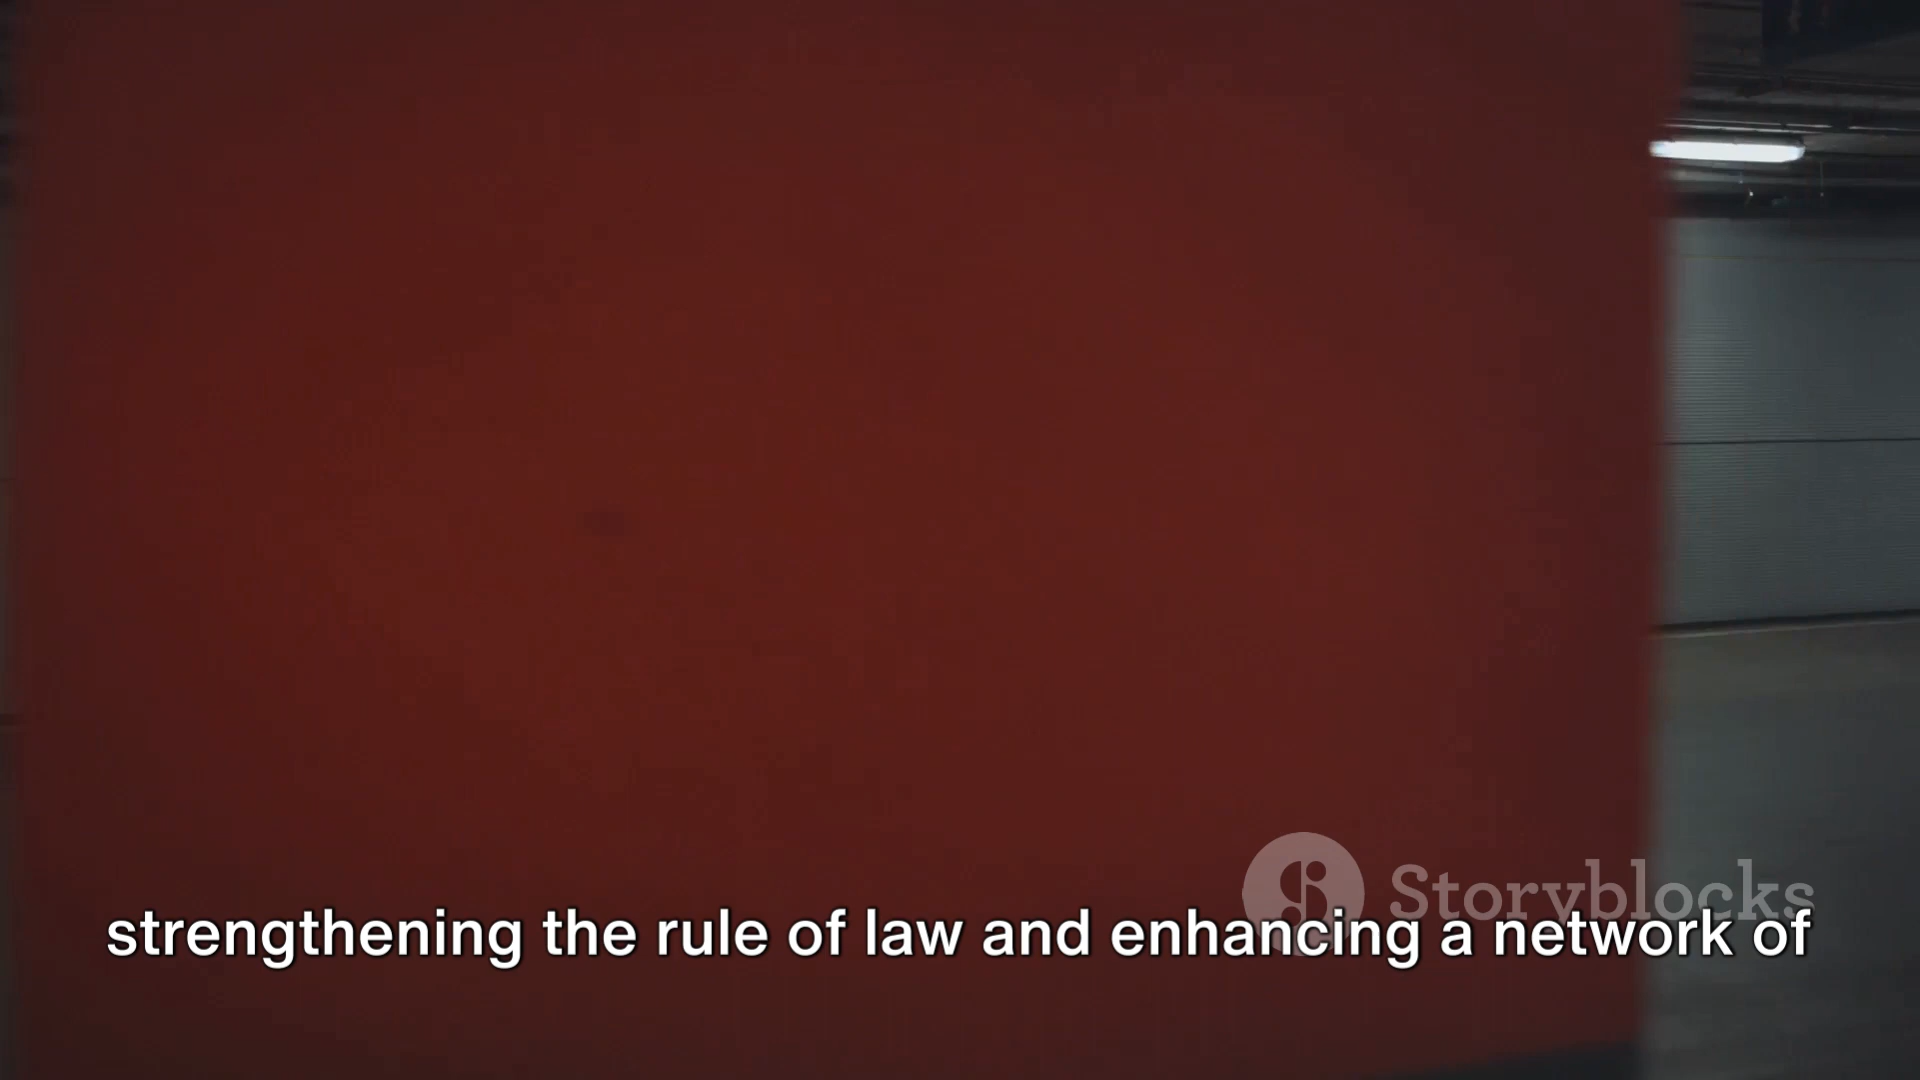 Storyblocks
strengthening the rule of law and enhancing a network of